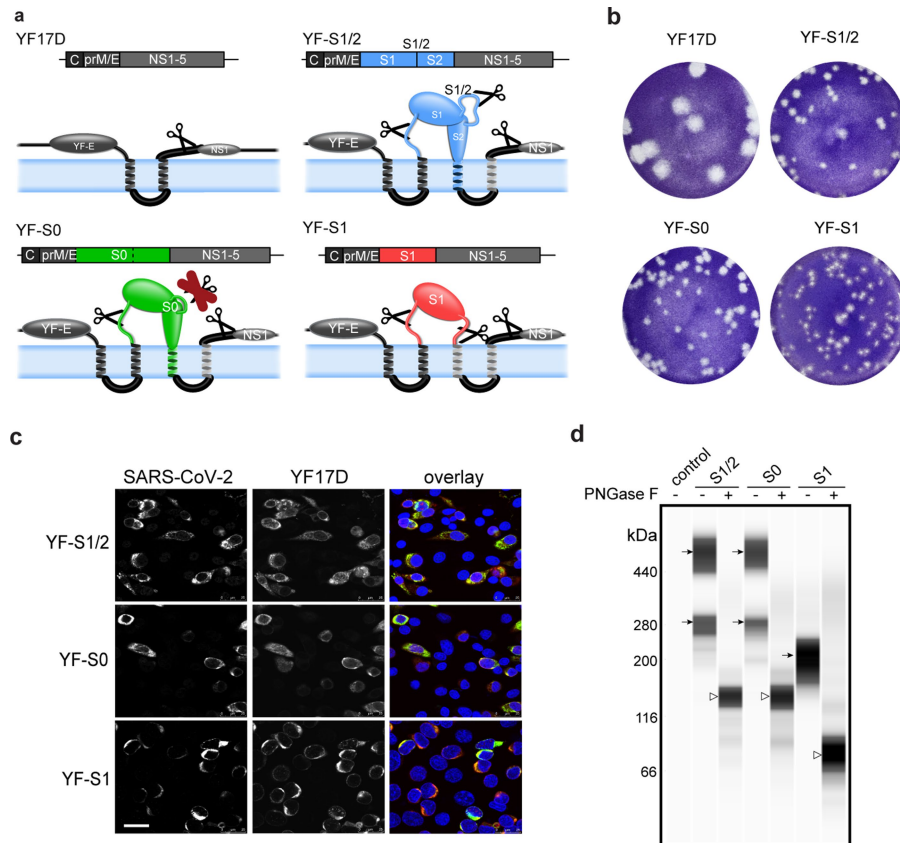 a
YF17D
C prM/E NS1-5
YF-E NS1
YF-S1/2
S1/2
C prM/E S1 S2 NS1-5
S1/2
S1
S2
YF-E NS1
YF-S0
C prM/E S0 NS1-5
S0
YF-E NS1
YF-S1
C prM/E S1 NS1-5
S1
YF-E NS1
b
YF17D YF-S1/2
YF-S0 YF-S1
c
SARS-CoV-2 YF17D overlay
YF-S1/2
YF-S0
YF-S1
d
control S1/2 S0 S1
PNGase F - - + - + - +
kDa
440
280
200
116
66